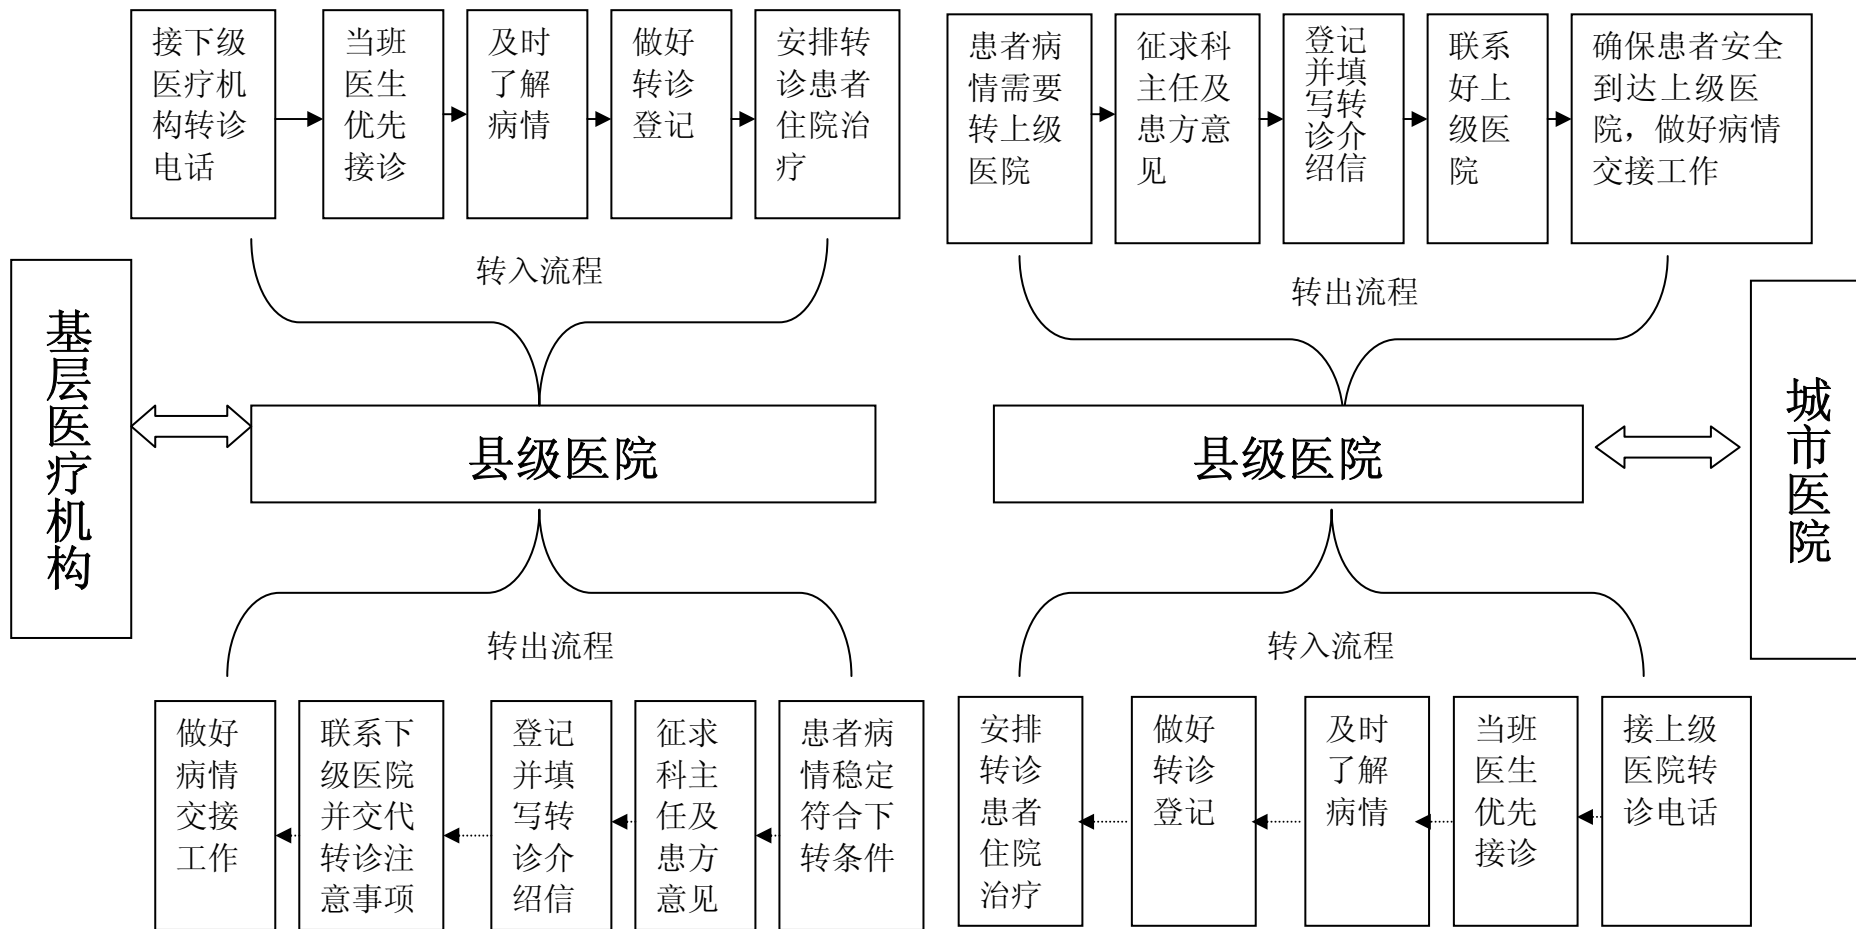 接下级
医疗机
构转诊
电话
当班
医生
优先
接诊
及时
了解
病情
做好
转诊
登记
安排转
诊患者
住院治
疗
患者病
情需要
转上级
医院
征求科
主任及
患方意
见
登记
并填
写转
诊介
绍信
联系
好上
级医
院
确保患者安全
到达上级医
院，做好病情
交接工作
转入流程
转出流程
基层医疗机构
县级医院
县级医院
城市医院
转出流程
转入流程
做好
病情
交接
工作
联系下
级医院
并交代
转诊注
意事项
登记
并填
写转
诊介
绍信
征求
科主
任及
患方
意见
患者病
情稳定
符合下
转条件
安排
转诊
患者
住院
治疗
做好
转诊
登记
及时
了解
病情
当班
医生
优先
接诊
接上级
医院转
诊电话